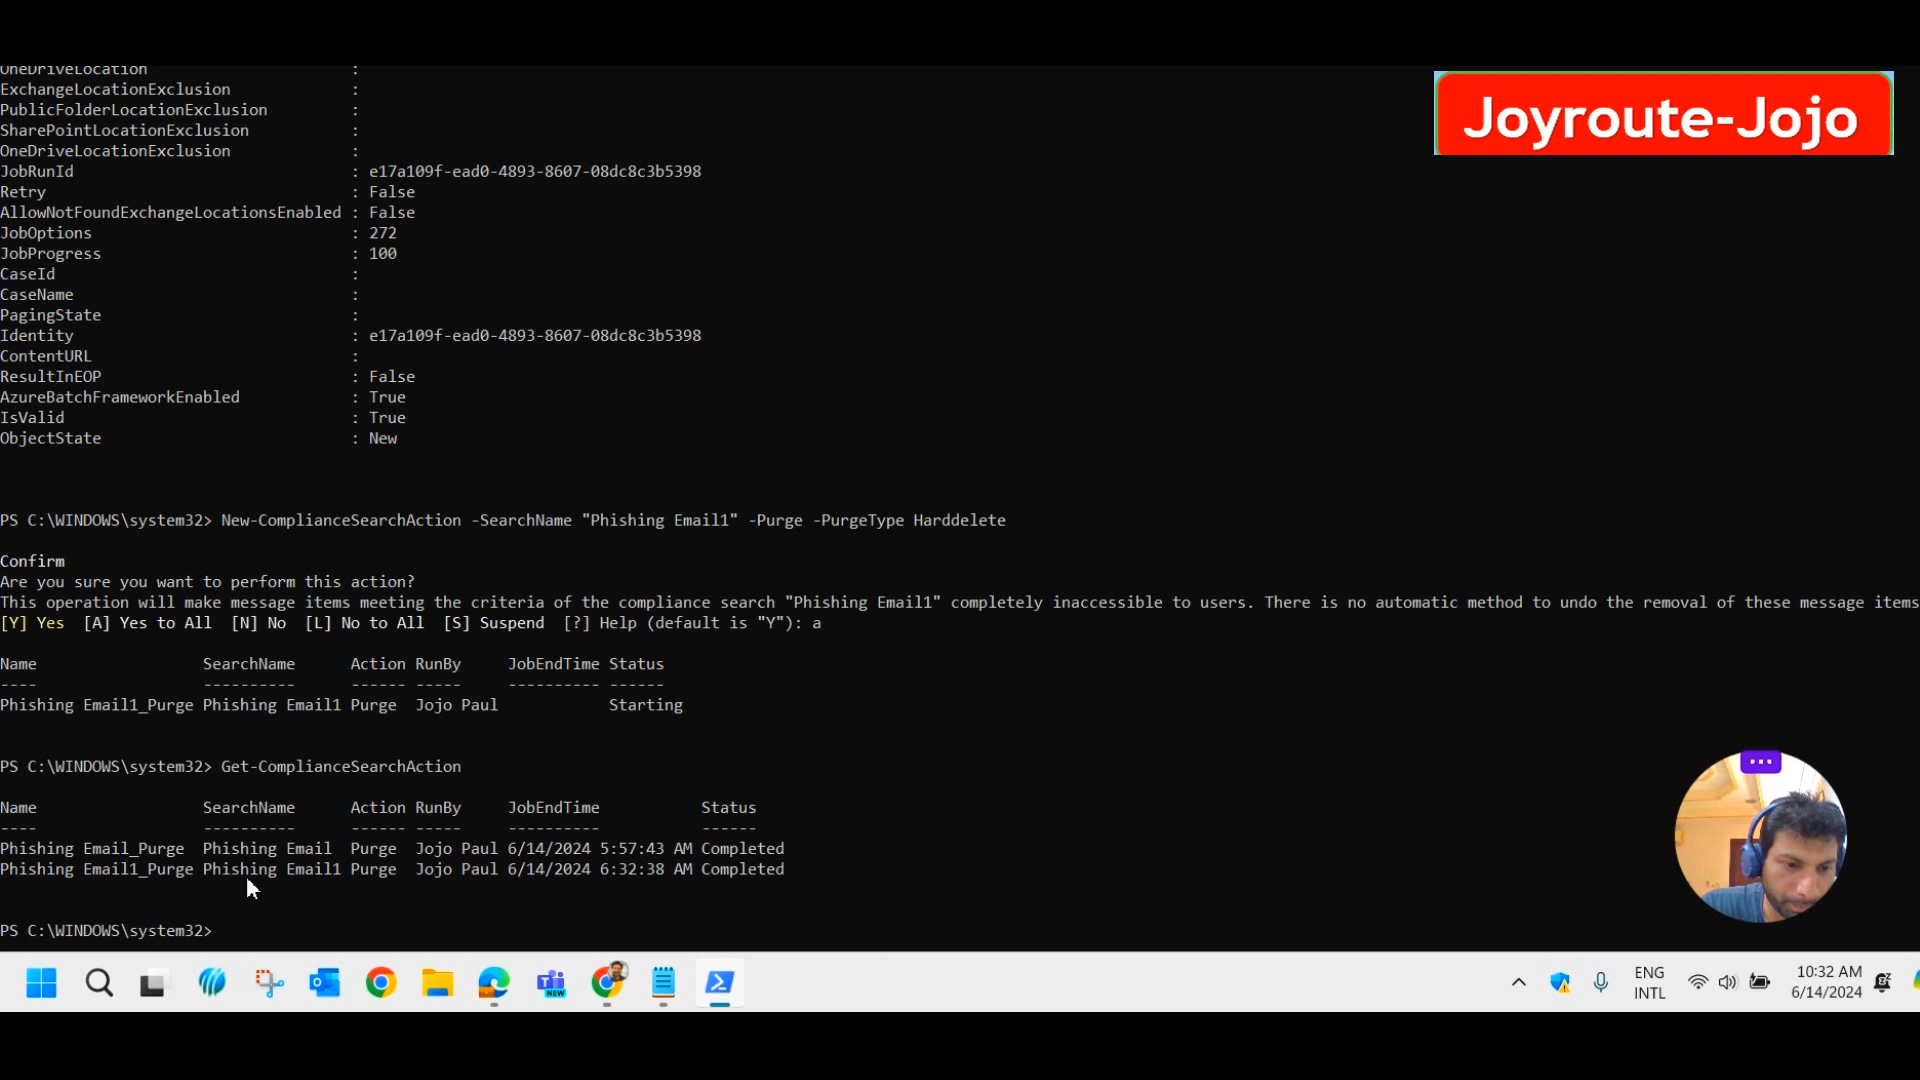 OneDriveLocation :
ExchangeLocationExclusion :
PublicFolderLocationExclusion :
SharePointLocationExclusion :
OneDriveLocationExclusion :
JobRunId : e17a109f-ead0-4893-8607-08dc8c3b5398
Retry : False
AllowNotFoundExchangeLocationsEnabled : False
JobOptions : 272
JobProgress : 100
CaseId :
CaseName :
PagingState :
Identity : e17a109f-ead0-4893-8607-08dc8c3b5398
ContentURL :
ResultInEOP : False
AzureBatchFrameworkEnabled : True
IsValid : True
ObjectState : New
Joyroute-Jojo
PS C:\WINDOWS\system32> New-ComplianceSearchAction -SearchName "Phishing Email1" -Purge -PurgeType Harddelete
Confirm
Are you sure you want to perform this action?
This operation will make message items meeting the criteria of the compliance search "Phishing Email1" completely inaccessible to users. There is no automatic method to undo the removal of these message items
[Y] Yes [A] Yes to All [N] No [L] No to All [S] Suspend [?] Help (default is "Y"): a
Name SearchName Action RunBy JobEndTime Status
---- ---------- ------ ----- ---------- ------
Phishing Email1_Purge Phishing Email1 Purge Jojo Paul Starting
PS C:\WINDOWS\system32> Get-ComplianceSearchAction
Name SearchName Action RunBy JobEndTime Status
---- ---------- ------ ----- ---------- ------
Phishing Email_Purge Phishing Email Purge Jojo Paul 6/14/2024 5:57:43 AM Completed
Phishing Email1_Purge Phishing Email1 Purge Jojo Paul 6/14/2024 6:32:38 AM Completed
PS C:\WINDOWS\system32>
NEW
ENG
INTL
10:32 AM
6/14/2024